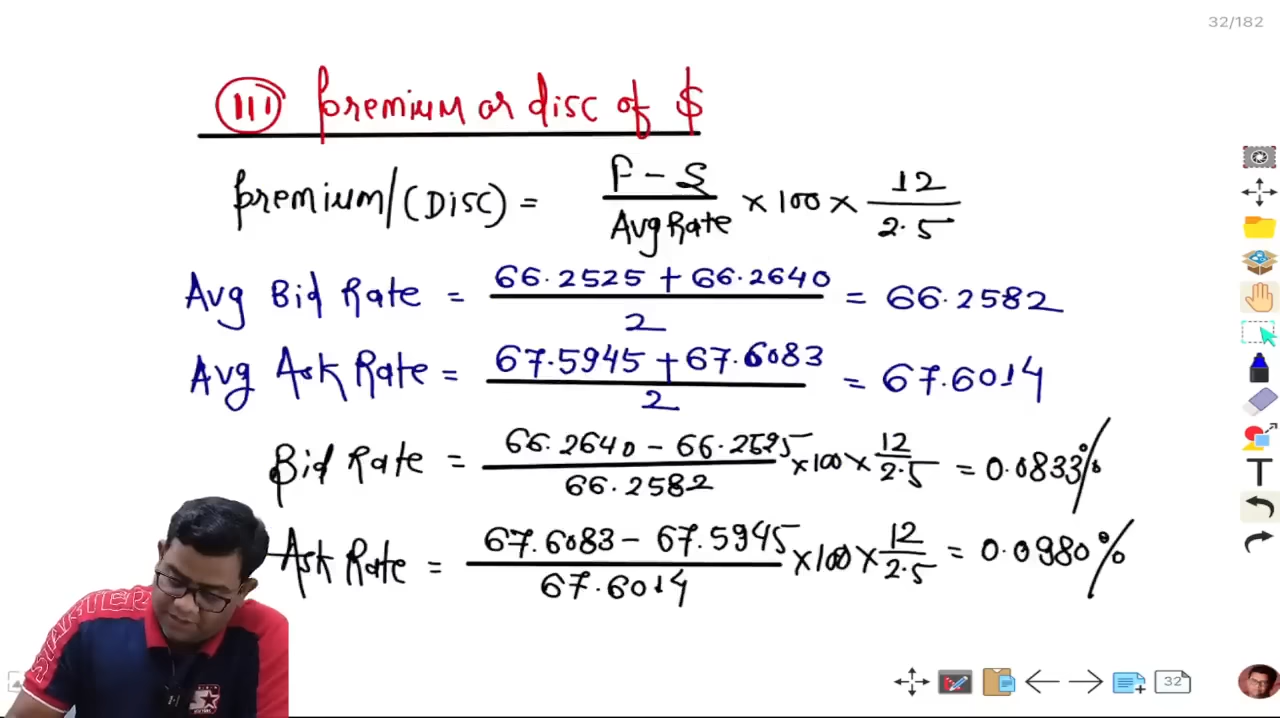 32/182
III Premium or disc of $
Premium/(Disc) = F - S / Avg Rate × 100 × 12 / 2.5
Avg Bid Rate = 66.2525 + 66.2640 / 2 = 66.2582
Avg Ask Rate = 67.5945 + 67.6083 / 2 = 67.6014
Bid Rate = 66.2640 - 66.2525 / 66.2582 × 100 × 12 / 2.5 = 0.0833%
Ask Rate = 67.6083 - 67.5945 / 67.6014 × 100 × 12 / 2.5 = 0.0980%
T
32